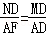 ND/AF = MD/AD